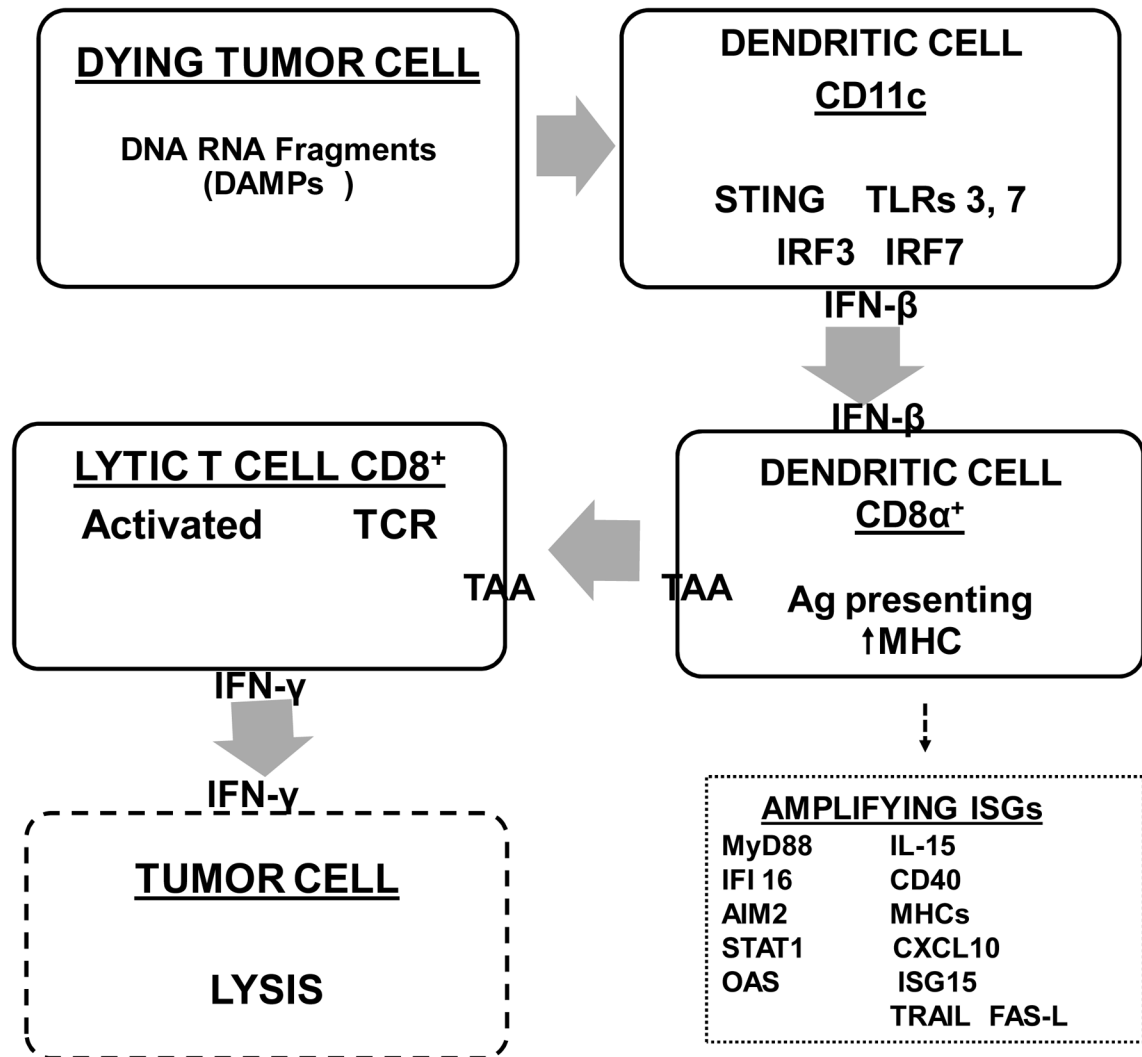 DYING TUMOR CELL
DNA RNA Fragments
(DAMPs )
DENDRITIC CELL
CD11c
STING TLRs 3, 7
IRF3 IRF7
IFN-β
IFN-β
DENDRITIC CELL
CD8α⁺
TAA Ag presenting
↑MHC
LYTIC T CELL CD8⁺
Activated TCR
TAA
IFN-γ
IFN-γ
TUMOR CELL
LYSIS
AMPLIFYING ISGs
MyD88 IL-15
IFI 16 CD40
AIM2 MHCs
STAT1 CXCL10
OAS ISG15
TRAIL FAS-L